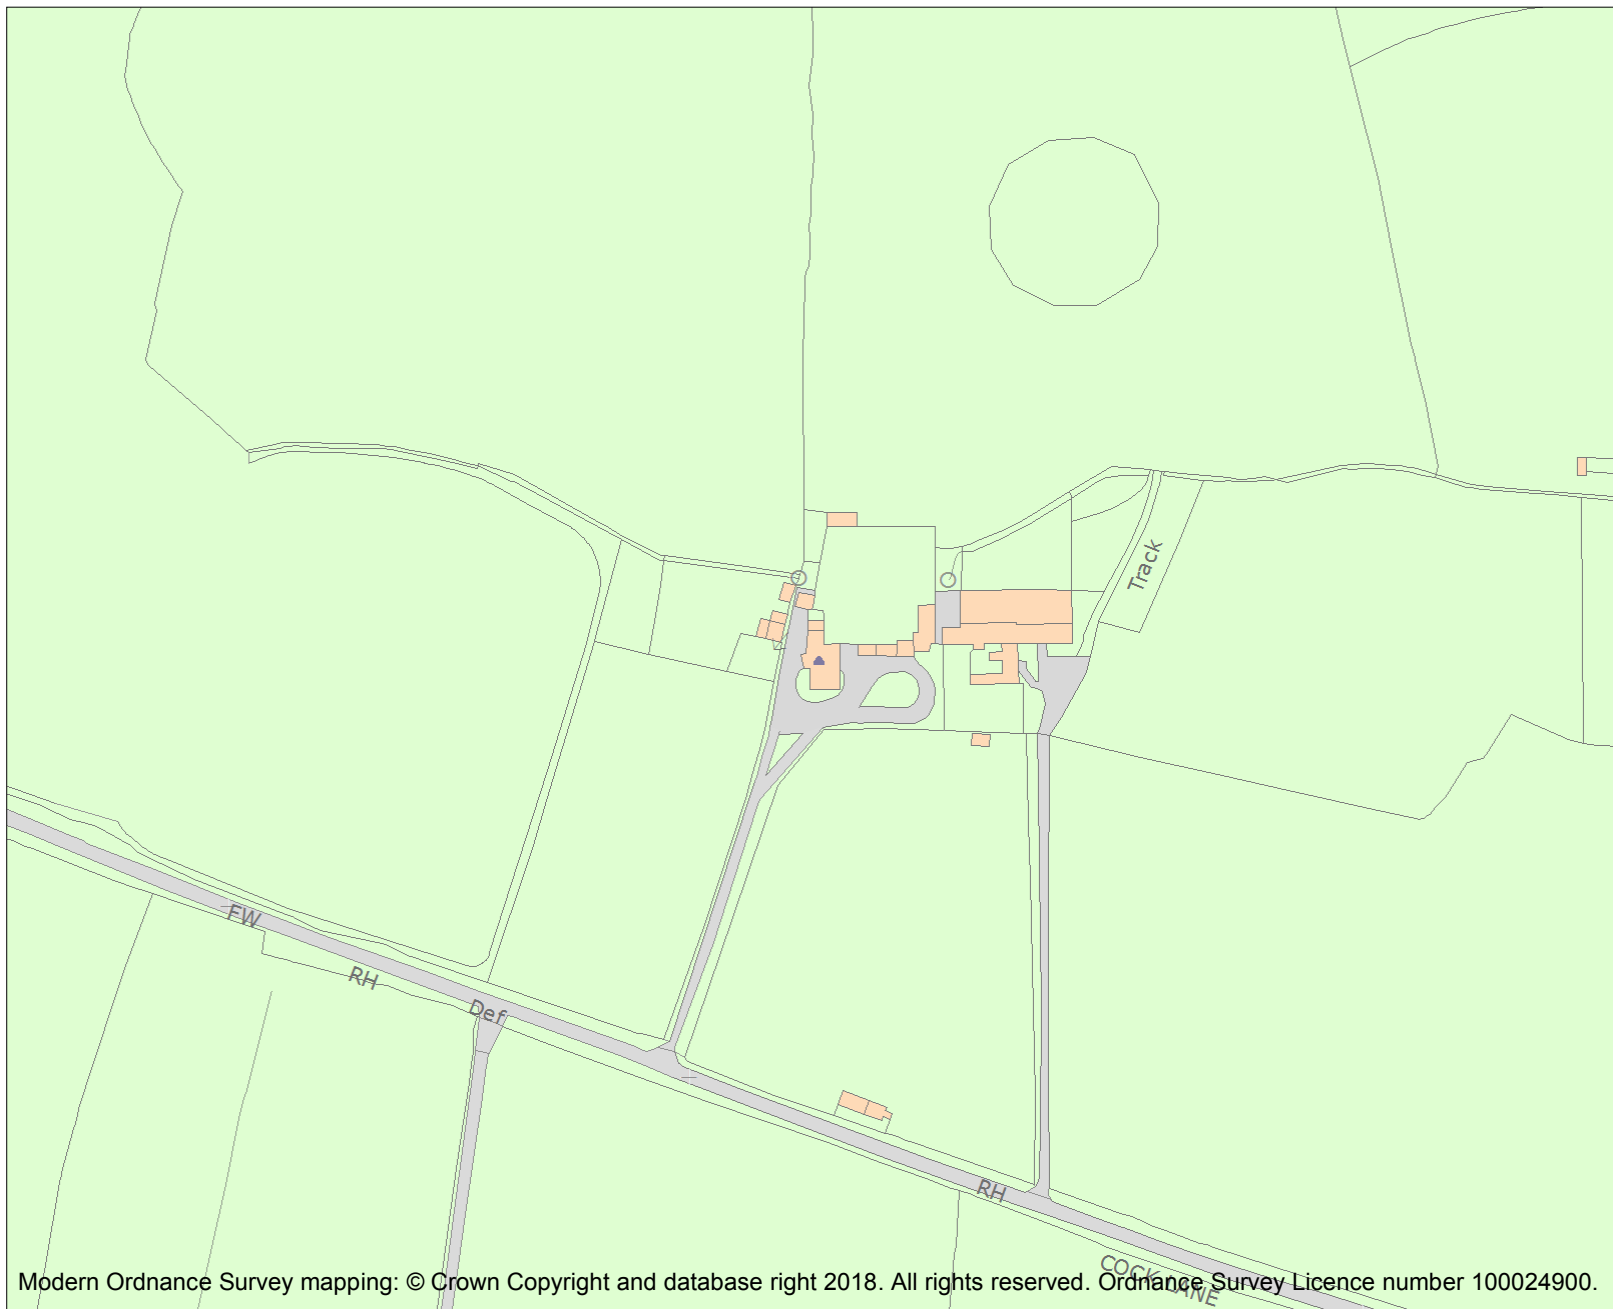 Track
FW
RH
Def
RH
COCK LANE
Modern Ordnance Survey mapping: © Crown Copyright and database right 2018. All rights reserved. Ordnance Survey Licence number 100024900.